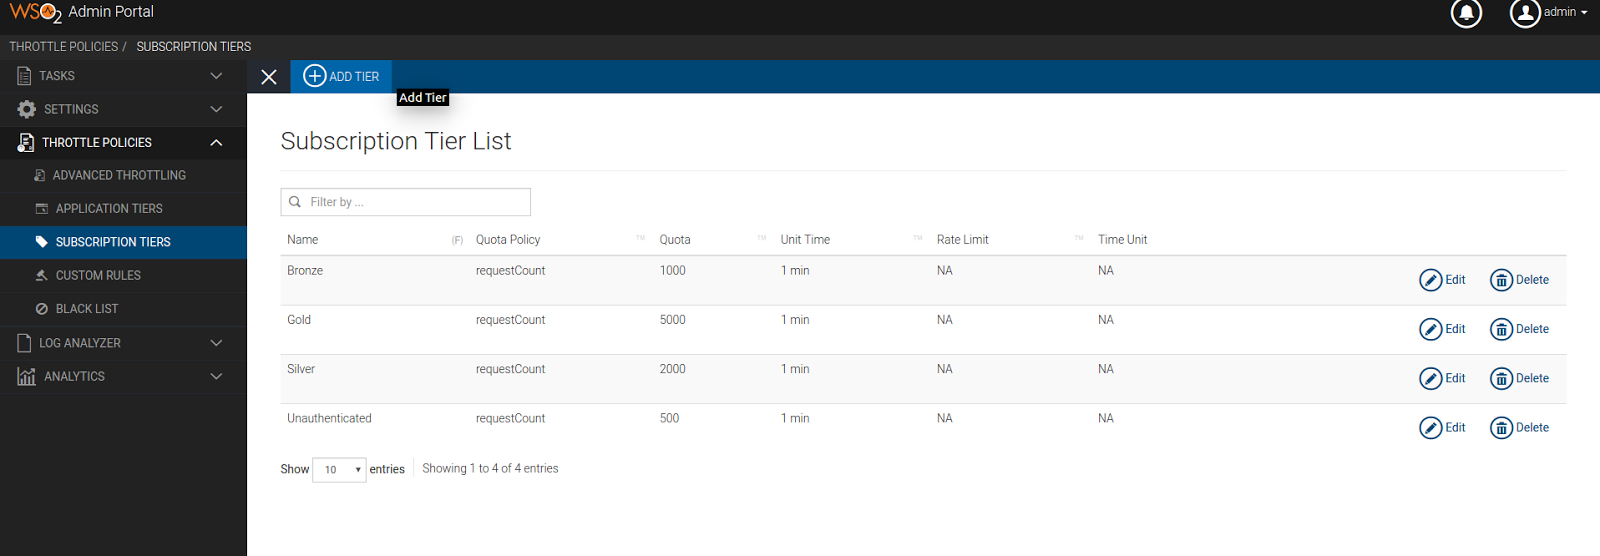 WSO2 Admin Portal
admin
THROTTLE POLICIES / SUBSCRIPTION TIERS
TASKS
SETTINGS
THROTTLE POLICIES
ADVANCED THROTTLING
APPLICATION TIERS
SUBSCRIPTION TIERS
CUSTOM RULES
BLACK LIST
LOG ANALYZER
ANALYTICS
ADD TIER
Add Tier
Subscription Tier List
Filter by ...
Name (F) Quota Policy ™ Quota ™ Unit Time ™ Rate Limit ™ Time Unit
Bronze requestCount 1000 1 min NA NA Edit Delete
Gold requestCount 5000 1 min NA NA Edit Delete
Silver requestCount 2000 1 min NA NA Edit Delete
Unauthenticated requestCount 500 1 min NA NA Edit Delete
Show 10 entries Showing 1 to 4 of 4 entries